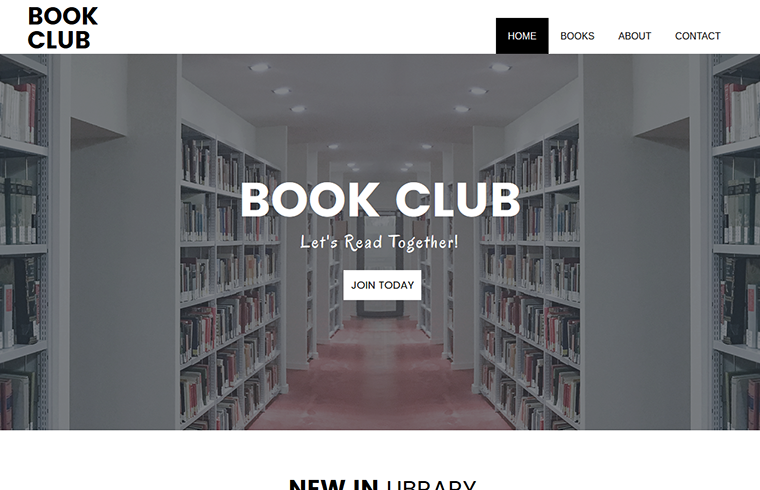 BOOK
CLUB
HOME BOOKS ABOUT CONTACT
BOOK CLUB
Let's Read Together!
JOIN TODAY
NEW IN LIBRARY